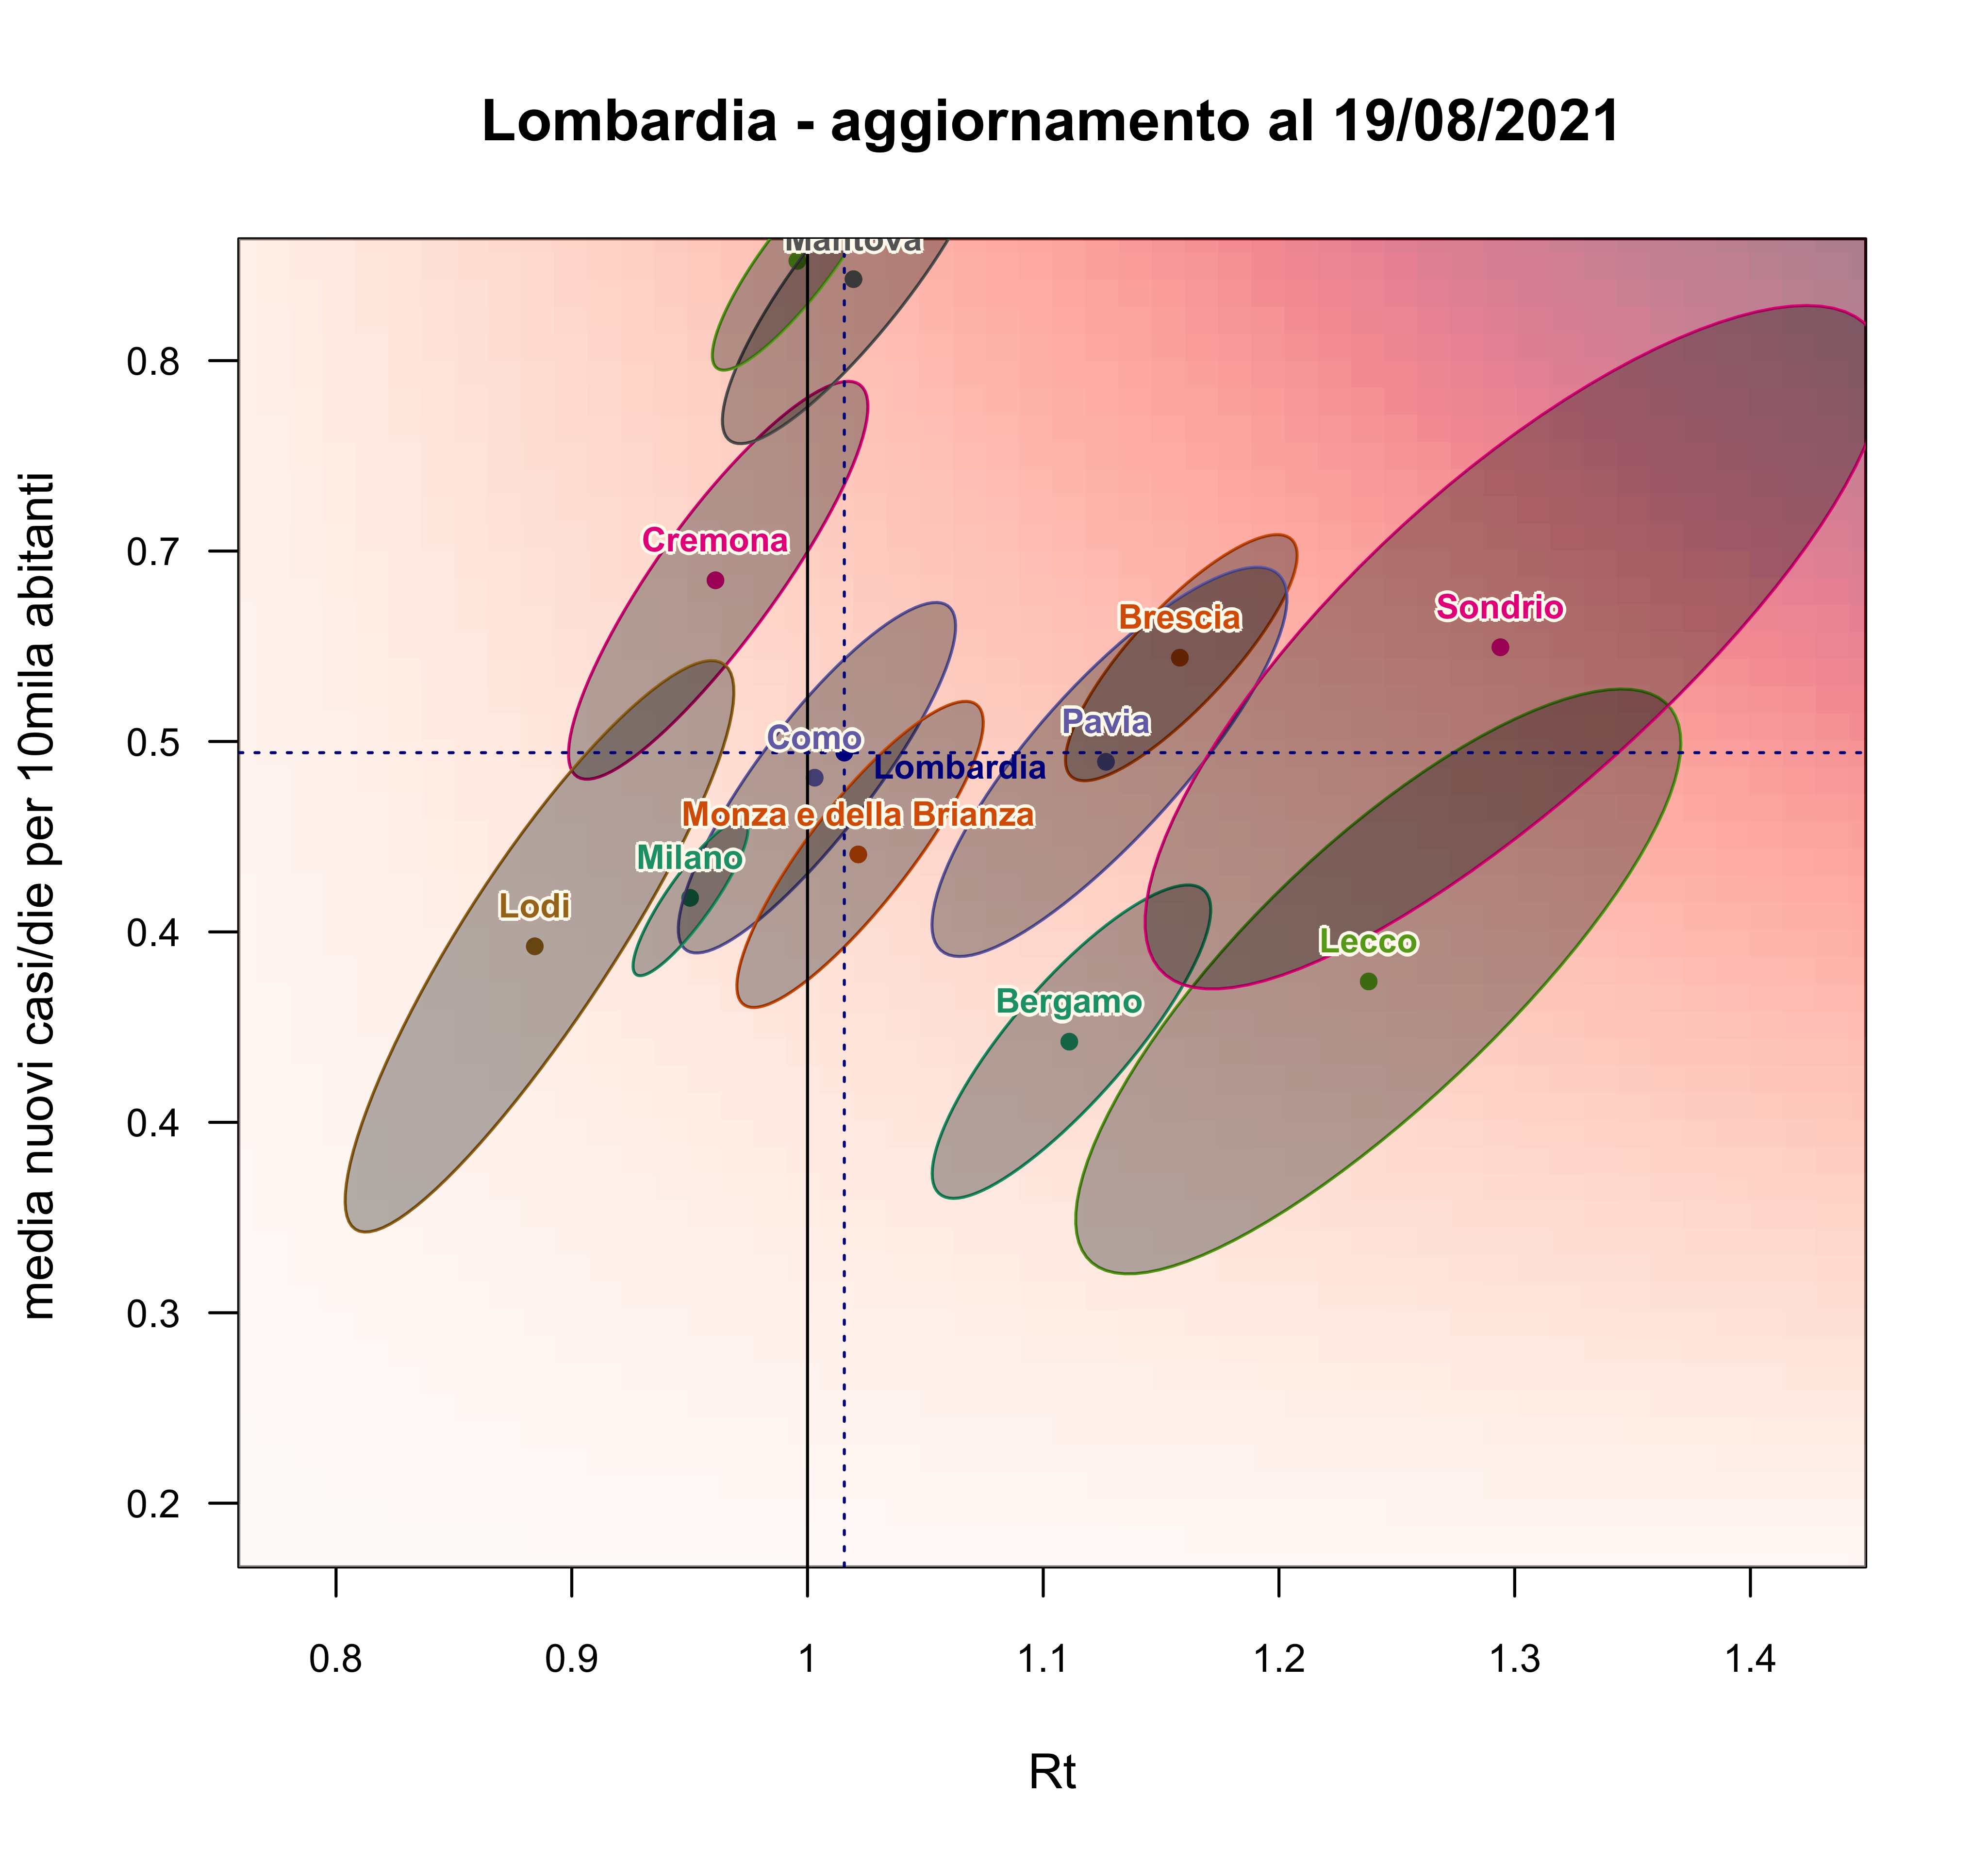 Lombardia - aggiornamento al 19/08/2021
media nuovi casi/die per 10mila abitanti
0.8
0.7
0.5
0.4
0.4
0.3
0.2
Mantova
Cremona
Sondrio
Brescia
Pavia
Como
Lombardia
Monza e della Brianza
Milano
Lodi
Lecco
Bergamo
0.8 0.9 1 1.1 1.2 1.3 1.4
Rt